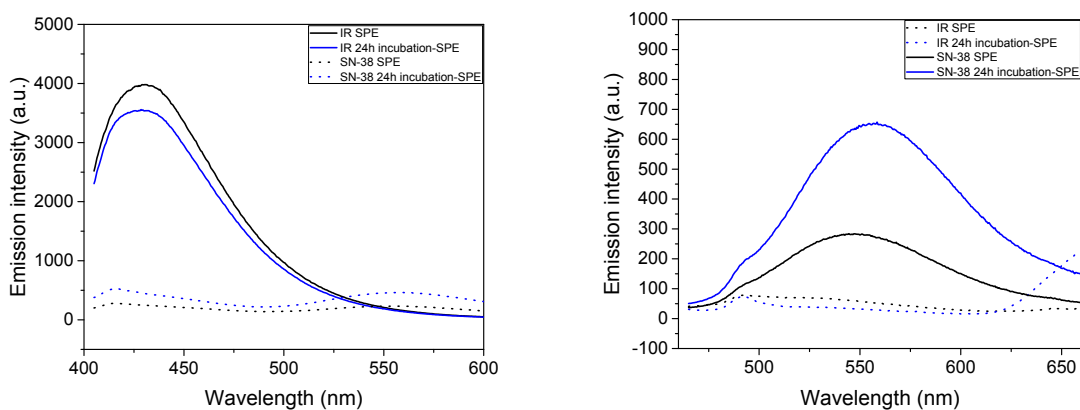 5000
4000
3000
2000
1000
0
400
450
500
550
600
Emission intensity (a.u.)
Wavelength (nm)
IR SPE
IR 24h incubation-SPE
SN-38 SPE
SN-38 24h incubation-SPE
1000
900
800
700
600
500
400
300
200
100
0
-100
500
550
600
650
Emission intensity (a.u.)
Wavelength (nm)
IR SPE
IR 24h incubation-SPE
SN-38 SPE
SN-38 24h incubation-SPE